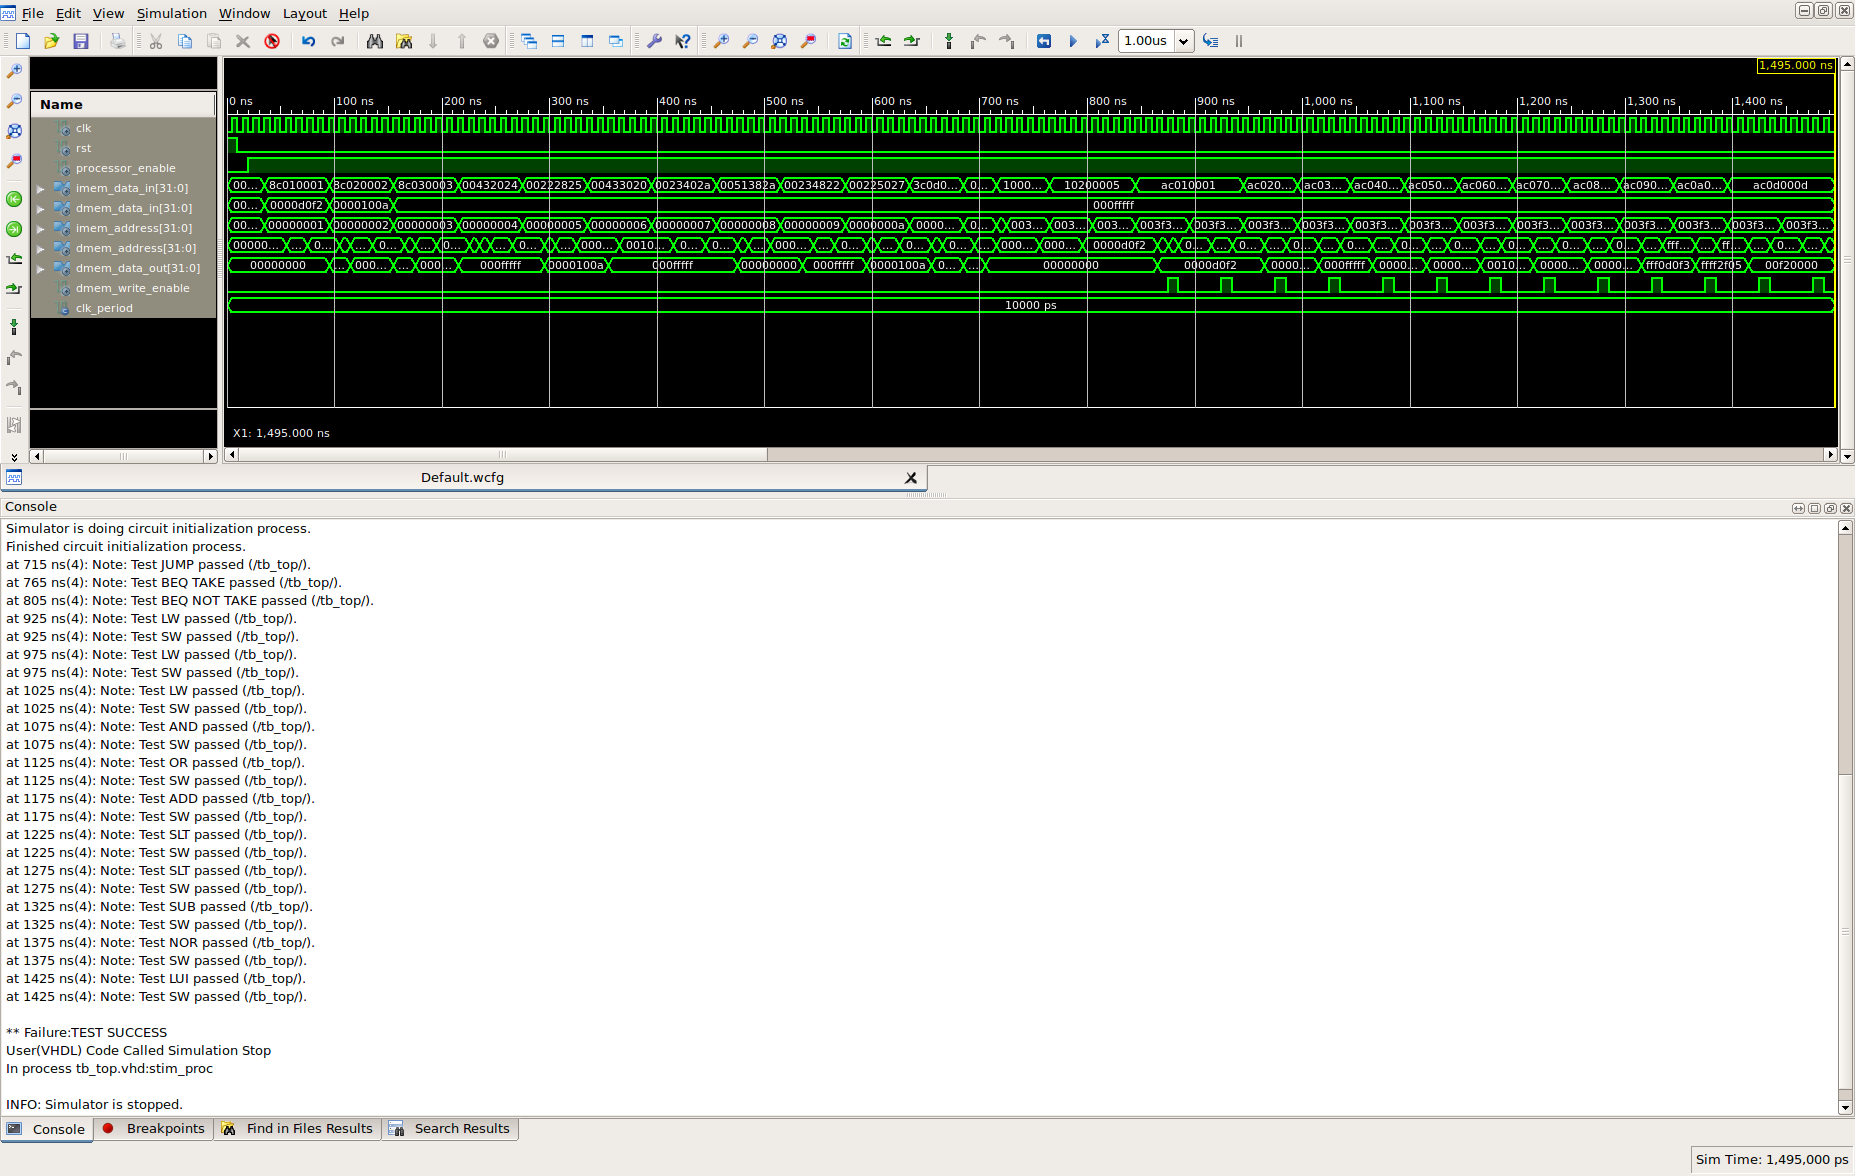 File Edit View Simulation Window Layout Help
1.00us
1,495.000 ns
Name
0 ns 100 ns 200 ns 300 ns 400 ns 500 ns 600 ns 700 ns 800 ns 900 ns 1,000 ns 1,100 ns 1,200 ns 1,300 ns 1,400 ns
clk
rst
processor_enable
imem_data_in[31:0] 00... 8c010001 8c020002 8c030003 00432024 00222825 00433020 0023402a 0051382a 00234822 00225027 3c0d0... 0... 1000... 10200005 ac010001 ac020... ac03... ac040... ac050... ac060... ac070... ac08... ac090... ac0a0... ac0d000d
dmem_data_in[31:0] 00... 0000d0f2 0000100a 000fffff
imem_address[31:0] 00... 00000001 00000002 00000003 00000004 00000005 00000006 00000007 00000008 00000009 0000000a 0000... 0... 003... 003... 003... 003f3... 003f3... 003f3... 003f3... 003f3... 003f3... 003f3... 003f3... 003f3... 003f3... 003f3... 003f3... 003f3...
dmem_address[31:0] 00000... ... 0... 0... 0... 0... 000... 0010... 0... 0... 000... 0... 0... 0... 000... 000... 0000d0f2 0... 0... 0... 0... 0... 0... 0... 0... 0... fff... ff... 0... ...
dmem_data_out[31:0] 00000000 ... 000... ... 000... 000fffff 0000100a 000fffff 00000000 000fffff 0000100a 0... ... 00000000 0000d0f2 0000... 000fffff 0000... 0000... 0010... 0000... 0000... fff0d0f3 ffff2f05 00f20000
dmem_write_enable
clk_period 10000 ps
X1: 1,495.000 ns
Default.wcfg
Console
Simulator is doing circuit initialization process.
Finished circuit initialization process.
at 715 ns(4): Note: Test JUMP passed (/tb_top/).
at 765 ns(4): Note: Test BEQ TAKE passed (/tb_top/).
at 805 ns(4): Note: Test BEQ NOT TAKE passed (/tb_top/).
at 925 ns(4): Note: Test LW passed (/tb_top/).
at 925 ns(4): Note: Test SW passed (/tb_top/).
at 975 ns(4): Note: Test LW passed (/tb_top/).
at 975 ns(4): Note: Test SW passed (/tb_top/).
at 1025 ns(4): Note: Test LW passed (/tb_top/).
at 1025 ns(4): Note: Test SW passed (/tb_top/).
at 1075 ns(4): Note: Test AND passed (/tb_top/).
at 1075 ns(4): Note: Test SW passed (/tb_top/).
at 1125 ns(4): Note: Test OR passed (/tb_top/).
at 1125 ns(4): Note: Test SW passed (/tb_top/).
at 1175 ns(4): Note: Test ADD passed (/tb_top/).
at 1175 ns(4): Note: Test SW passed (/tb_top/).
at 1225 ns(4): Note: Test SLT passed (/tb_top/).
at 1225 ns(4): Note: Test SW passed (/tb_top/).
at 1275 ns(4): Note: Test SLT passed (/tb_top/).
at 1275 ns(4): Note: Test SW passed (/tb_top/).
at 1325 ns(4): Note: Test SUB passed (/tb_top/).
at 1325 ns(4): Note: Test SW passed (/tb_top/).
at 1375 ns(4): Note: Test NOR passed (/tb_top/).
at 1375 ns(4): Note: Test SW passed (/tb_top/).
at 1425 ns(4): Note: Test LUI passed (/tb_top/).
at 1425 ns(4): Note: Test SW passed (/tb_top/).
** Failure:TEST SUCCESS
User(VHDL) Code Called Simulation Stop
In process tb_top.vhd:stim_proc
INFO: Simulator is stopped.
Console Breakpoints Find in Files Results Search Results
Sim Time: 1,495,000 ps